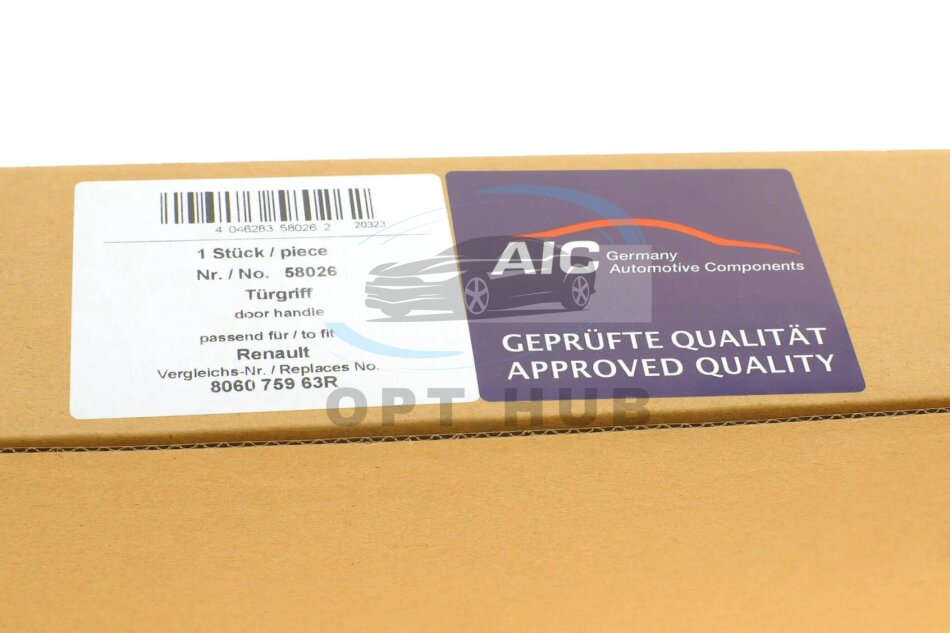 4 046283 58026 2 20323
1 Stück / piece
Nr. / No. 58026
Türgriff
door handle
passend für / to fit
Renault
Vergleichs-Nr. / Replaces No.
8060 759 63R
AIC Germany
Automotive Components
GEPRÜFTE QUALITÄT
APPROVED QUALITY
OPT HUB